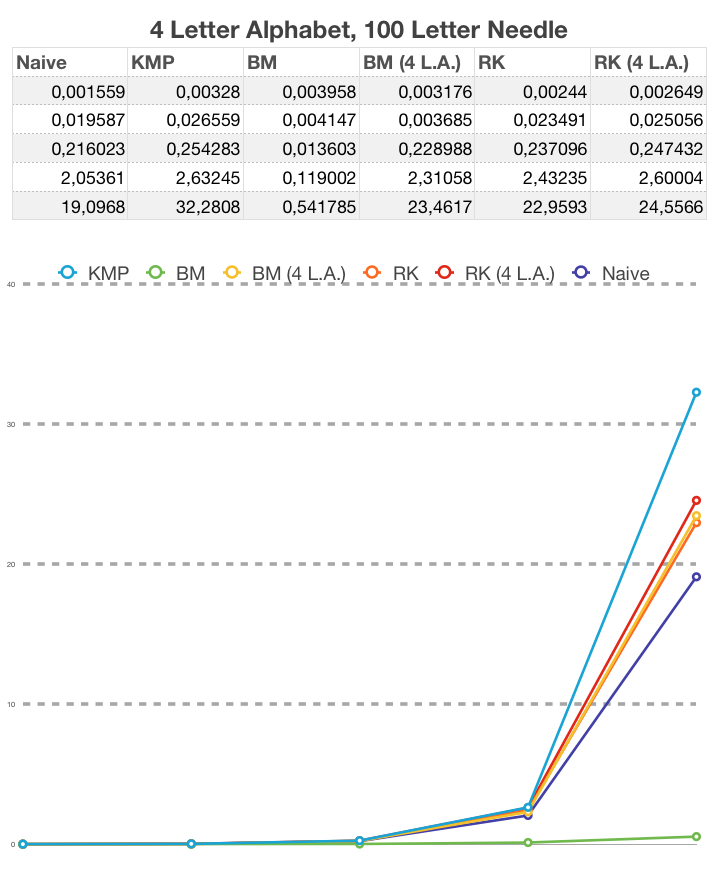 4 Letter Alphabet, 100 Letter Needle
Naive KMP BM BM (4 L.A.) RK RK (4 L.A.)
0,001559 0,00328 0,003958 0,003176 0,00244 0,002649
0,019587 0,026559 0,004147 0,003685 0,023491 0,025056
0,216023 0,254283 0,013603 0,228988 0,237096 0,247432
2,05361 2,63245 0,119002 2,31058 2,43235 2,60004
19,0968 32,2808 0,541785 23,4617 22,9593 24,5566
KMP BM BM (4 L.A.) RK RK (4 L.A.) Naive
40
30
20
10
0